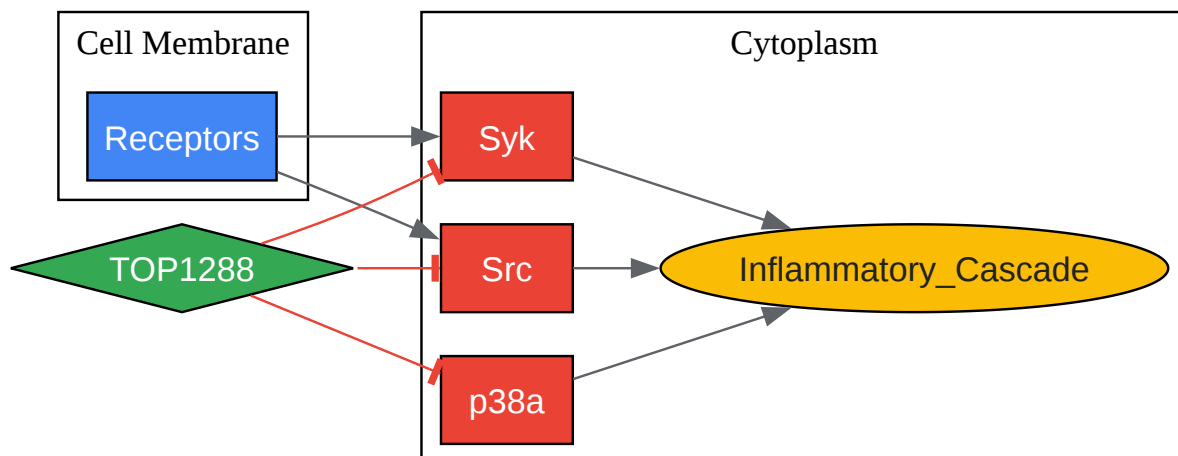 Cell Membrane
Cytoplasm
Receptors
Syk
TOP1288
Src
Inflammatory_Cascade
p38a